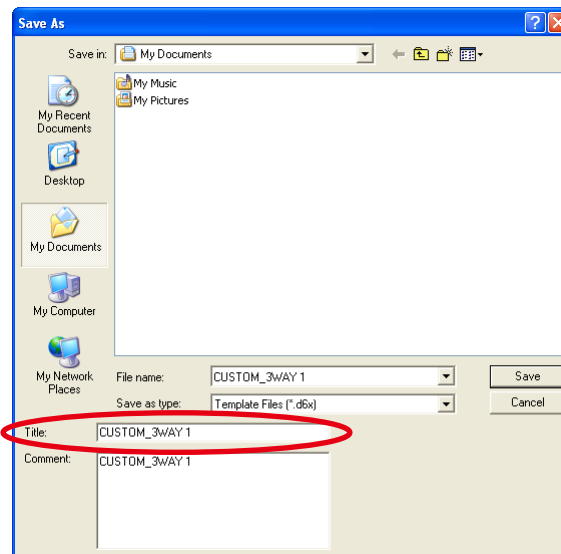 Save As
Save in:
My Documents
My Music
My Pictures
My Recent
Documents
Desktop
My Documents
My Computer
My Network
Places
File name:
CUSTOM_3WAY 1
Save
Save as type:
Template Files (*.d6x)
Cancel
Title:
CUSTOM_3WAY 1
Comment:
CUSTOM_3WAY 1